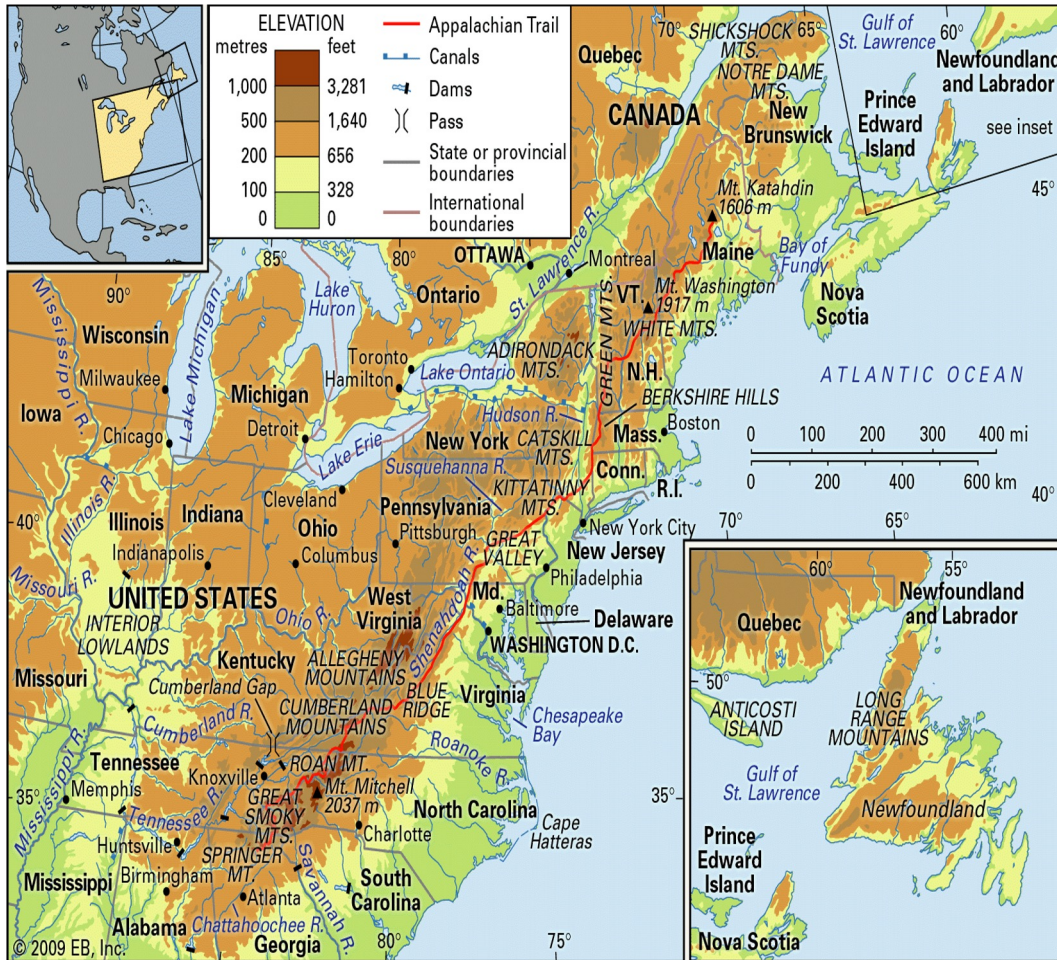 ELEVATION
metres feet
1,000 3,281
500 1,640
200 656
100 328
0 0
Appalachian Trail
Canals
Dams
Pass
State or provincial
boundaries
International
boundaries
70°
65°
60°
SHICKSHOCK
MTS.
Gulf of
St. Lawrence
Quebec
NOTRE DAME
MTS.
Newfoundland
and Labrador
CANADA
New
Brunswick
Prince
Edward
Island
see inset
Mt. Katahdin
1606 m
45°
OTTAWA
St. Lawrence R.
Montreal
Maine
Bay of
Fundy
85°
80°
90°
Lake
Huron
Ontario
VT.
Mt. Washington
1917 m
Nova
Scotia
Mississippi R.
Wisconsin
Lake Michigan
WHITE MTS.
GREEN MTS.
Toronto
ADIRONDACK
MTS.
Milwaukee
Hamilton
Lake Ontario
N.H.
ATLANTIC OCEAN
Michigan
BERKSHIRE HILLS
Iowa
Hudson R.
Chicago
Detroit
Lake Erie
New York
CATSKILL
MTS.
Mass.
Boston
0 100 200 300 400 mi
0 200 400 600 km
Susquehanna R.
Conn.
Illinois R.
Cleveland
KITTATINNY
MTS.
R.I.
40°
Illinois
Indiana
Ohio
Pennsylvania
Pittsburgh
New York City
Indianapolis
Columbus
GREAT
VALLEY
New Jersey
Missouri R.
Philadelphia
UNITED STATES
West
Virginia
Shenandoah R.
Md.
Baltimore
Delaware
INTERIOR
LOWLANDS
Ohio R.
WASHINGTON D.C.
Missouri
Kentucky
ALLEGHENY
MOUNTAINS
Cumberland Gap
BLUE
RIDGE
Virginia
CUMBERLAND
MOUNTAINS
Chesapeake
Bay
Cumberland R.
Roanoke R.
Mississippi R.
Tennessee
ROAN MT.
Knoxville
Mt. Mitchell
2037 m
35°
Memphis
Tennessee R.
GREAT
SMOKY
MTS.
North Carolina
35°
Cape
Hatteras
Charlotte
Huntsville
SPRINGER
MT.
Savannah R.
Mississippi
Birmingham
Atlanta
South
Carolina
Alabama
Chattahoochee R.
Georgia
80°
75°
© 2009 EB, Inc.
70°
65°
60°
55°
Newfoundland
and Labrador
Quebec
50°
ANTICOSTI
ISLAND
LONG
RANGE
MOUNTAINS
Gulf of
St. Lawrence
Newfoundland
Prince
Edward
Island
Nova Scotia